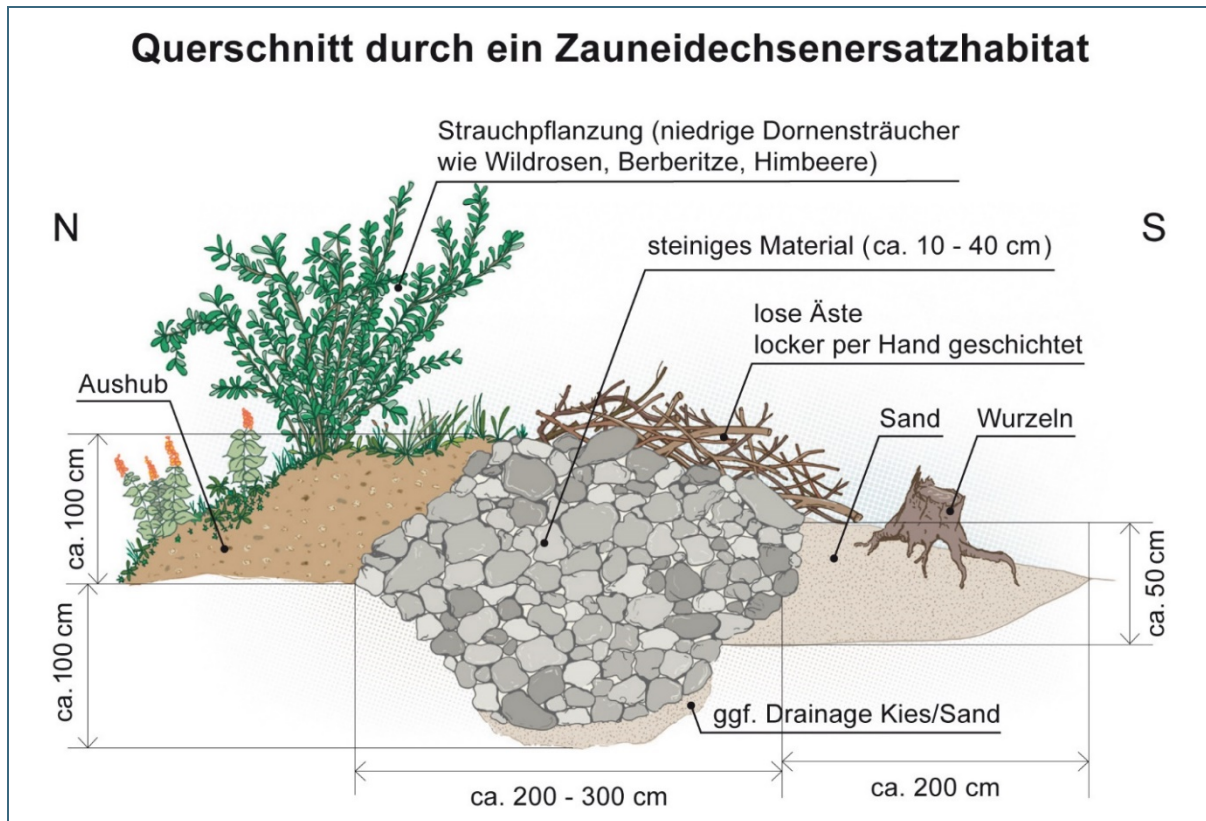 Querschnitt durch ein Zauneidechsenersatzhabitat
Strauchpflanzung (niedrige Dornensträucher
wie Wildrosen, Berberitze, Himbeere)
N
S
steiniges Material (ca. 10 - 40 cm)
lose Äste
locker per Hand geschichtet
Aushub
Sand
Wurzeln
ca. 100 cm
ca. 50 cm
ca. 100 cm
ggf. Drainage Kies/Sand
ca. 200 - 300 cm
ca. 200 cm